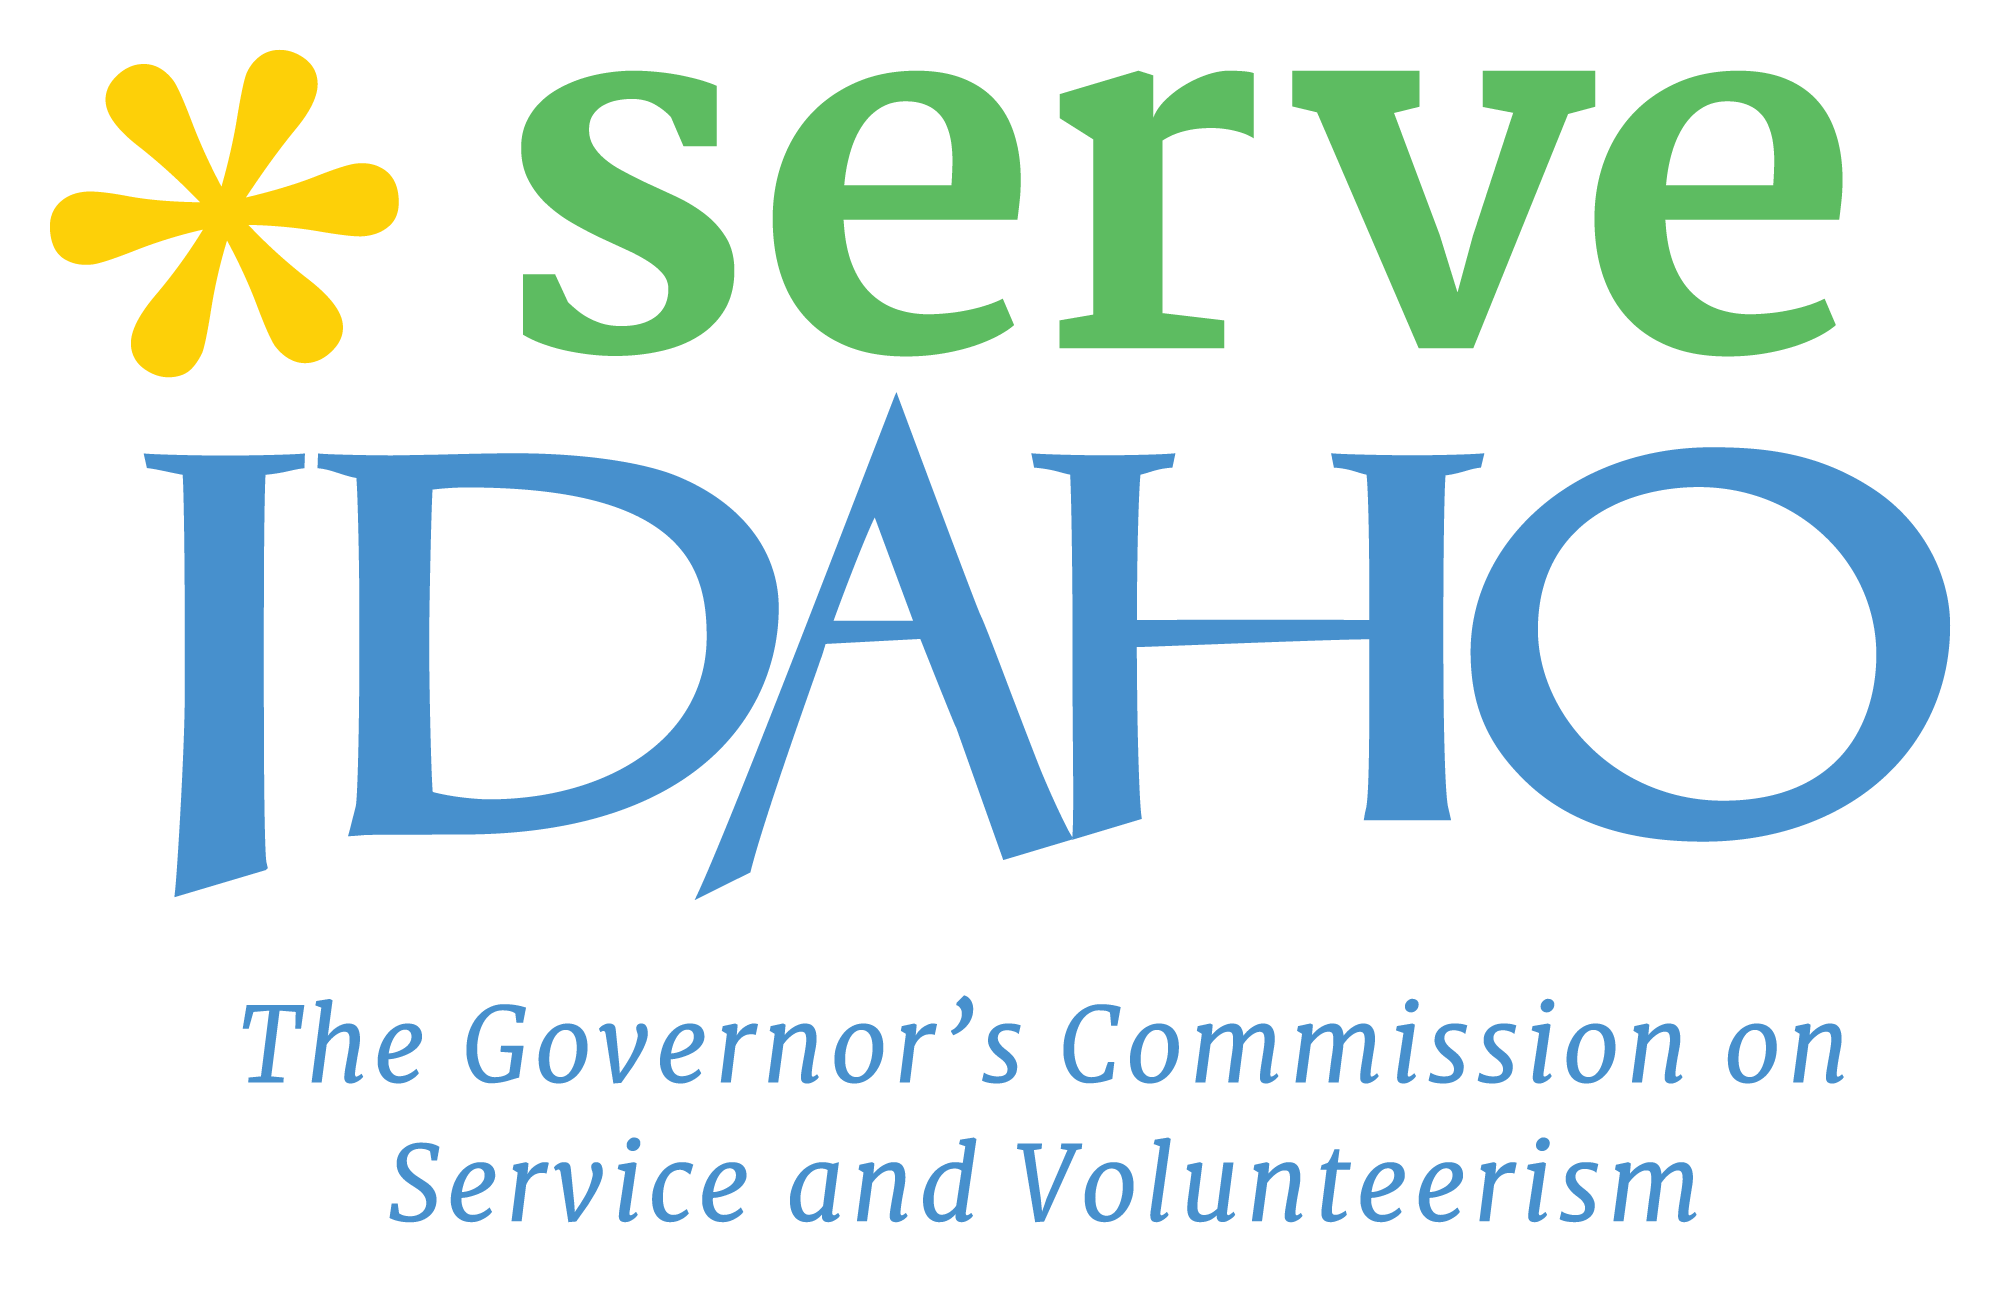 serve
IDAHO
The Governor’s Commission on
Service and Volunteerism